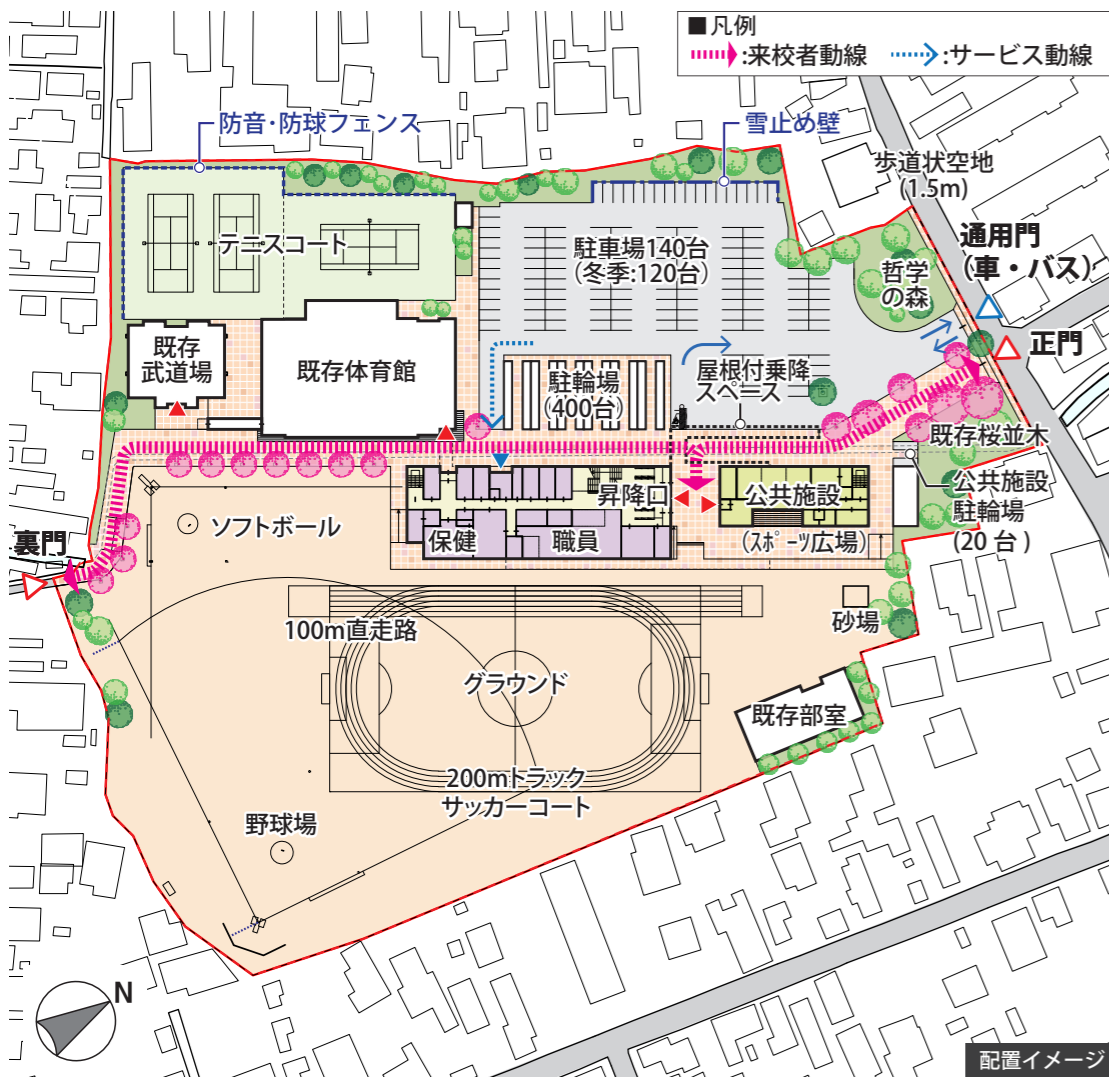 ■凡例
:来校者動線
:サービス動線
防音・防球フェンス
雪止め壁
歩道状空地
(1.5m)
通用門
(車・バス)
テニスコート
駐車場140台
(冬季:120台)
哲学
の森
正門
既存
武道場
既存体育館
駐輪場
(400台)
屋根付乗降
スペース
既存桜並木
昇降口
公共施設
公共施設
駐輪場
(20 台 )
ソフトボール
保健
職員
(スポーツ広場)
裏門
100m直走路
砂場
グラウンド
既存部室
200mトラック
サッカーコート
野球場
N
配置イメージ